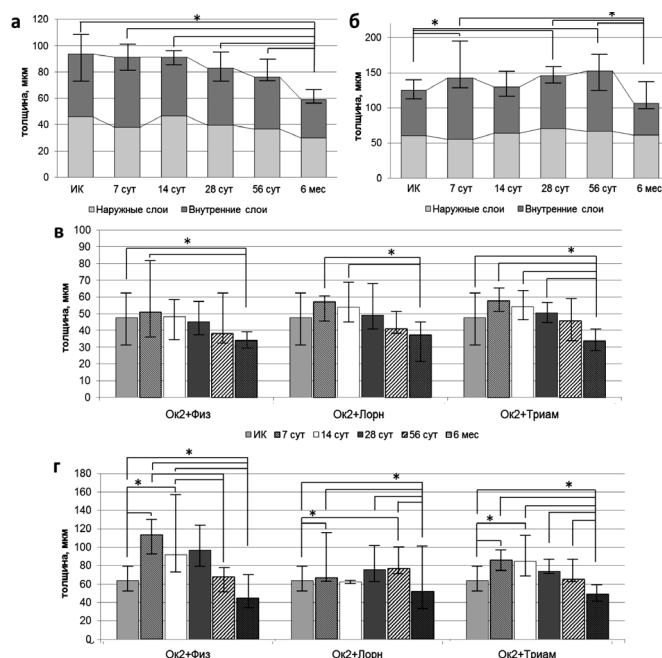 а
*
толщина, мкм
120
100
80
60
40
20
0
ИК 7 сут 14 сут 28 сут 56 сут 6 мес
Наружные слои Внутренние слои
б
* *
толщина, мкм
200
150
100
50
0
ИК 7 сут 14 сут 28 сут 56 сут 6 мес
Наружные слои Внутренние слои
в
* * *
толщина, мкм
100
90
80
70
60
50
40
30
20
10
0
Ок2+Физ Ок2+Лорн Ок2+Триам
ИК 7 сут 14 сут 28 сут 56 сут 6 мес
г
* * *
* * *
толщина, мкм
180
160
140
120
100
80
60
40
20
0
Ок2+Физ Ок2+Лорн Ок2+Триам